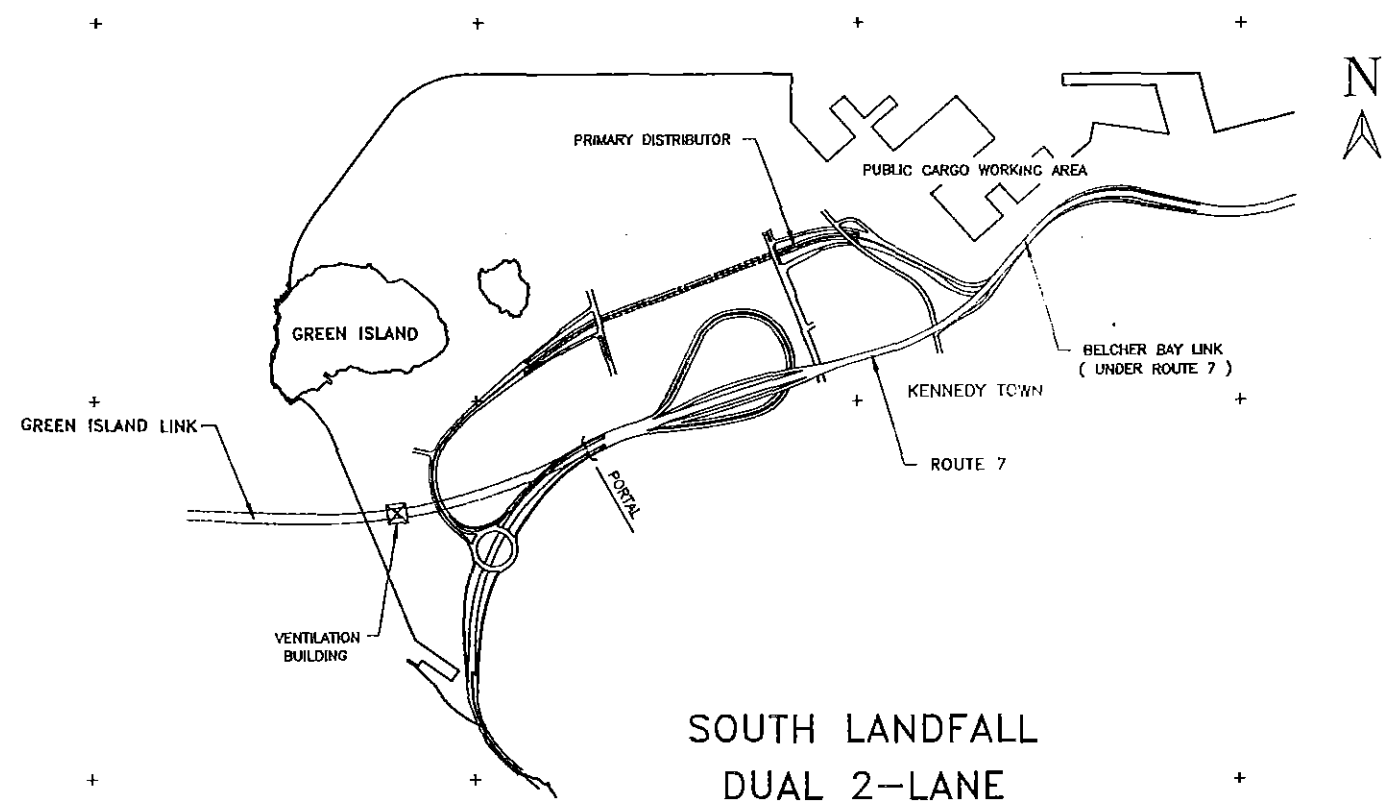 N
PRIMARY DISTRIBUTOR
PUBLIC CARGO WORKING AREA
GREEN ISLAND
BELCHER BAY LINK
( UNDER ROUTE 7 )
KENNEDY TOWN
GREEN ISLAND LINK
ROUTE 7
PORTAL
VENTILATION
BUILDING
SOUTH LANDFALL
DUAL 2-LANE